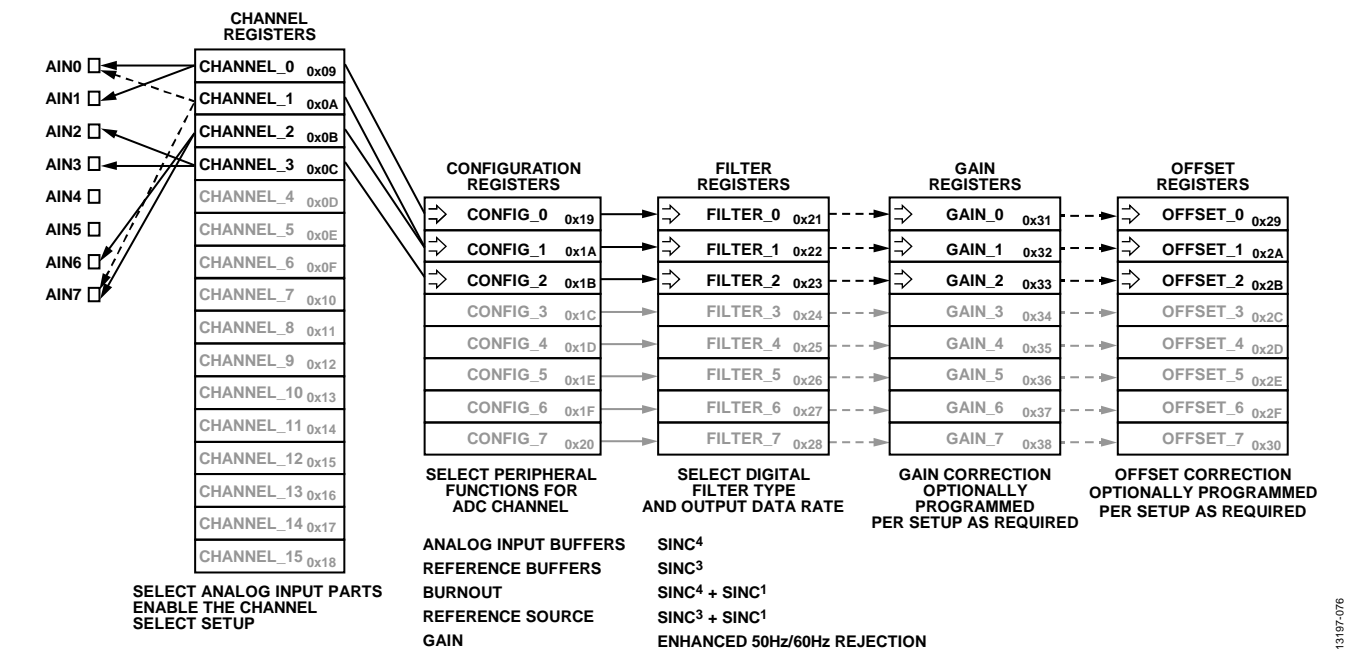 CHANNEL
REGISTERS
AIN0
AIN1
AIN2
AIN3
AIN4
AIN5
AIN6
AIN7
CHANNEL_0 0x09
CHANNEL_1 0x0A
CHANNEL_2 0x0B
CHANNEL_3 0x0C
CHANNEL_4 0x0D
CHANNEL_5 0x0E
CHANNEL_6 0x0F
CHANNEL_7 0x10
CHANNEL_8 0x11
CHANNEL_9 0x12
CHANNEL_10 0x13
CHANNEL_11 0x14
CHANNEL_12 0x15
CHANNEL_13 0x16
CHANNEL_14 0x17
CHANNEL_15 0x18
SELECT ANALOG INPUT PARTS
ENABLE THE CHANNEL
SELECT SETUP
CONFIGURATION
REGISTERS
CONFIG_0 0x19
CONFIG_1 0x1A
CONFIG_2 0x1B
CONFIG_3 0x1C
CONFIG_4 0x1D
CONFIG_5 0x1E
CONFIG_6 0x1F
CONFIG_7 0x20
SELECT PERIPHERAL
FUNCTIONS FOR
ADC CHANNEL
ANALOG INPUT BUFFERS
REFERENCE BUFFERS
BURNOUT
REFERENCE SOURCE
GAIN
FILTER
REGISTERS
FILTER_0 0x21
FILTER_1 0x22
FILTER_2 0x23
FILTER_3 0x24
FILTER_4 0x25
FILTER_5 0x26
FILTER_6 0x27
FILTER_7 0x28
SELECT DIGITAL
FILTER TYPE
AND OUTPUT DATA RATE
SINC4
SINC3
SINC4 + SINC1
SINC3 + SINC1
ENHANCED 50Hz/60Hz REJECTION
GAIN
REGISTERS
GAIN_0 0x31
GAIN_1 0x32
GAIN_2 0x33
GAIN_3 0x34
GAIN_4 0x35
GAIN_5 0x36
GAIN_6 0x37
GAIN_7 0x38
GAIN CORRECTION
OPTIONALLY
PROGRAMMED
PER SETUP AS REQUIRED
OFFSET
REGISTERS
OFFSET_0 0x29
OFFSET_1 0x2A
OFFSET_2 0x2B
OFFSET_3 0x2C
OFFSET_4 0x2D
OFFSET_5 0x2E
OFFSET_6 0x2F
OFFSET_7 0x30
OFFSET CORRECTION
OPTIONALLY PROGRAMMED
PER SETUP AS REQUIRED
13197-076